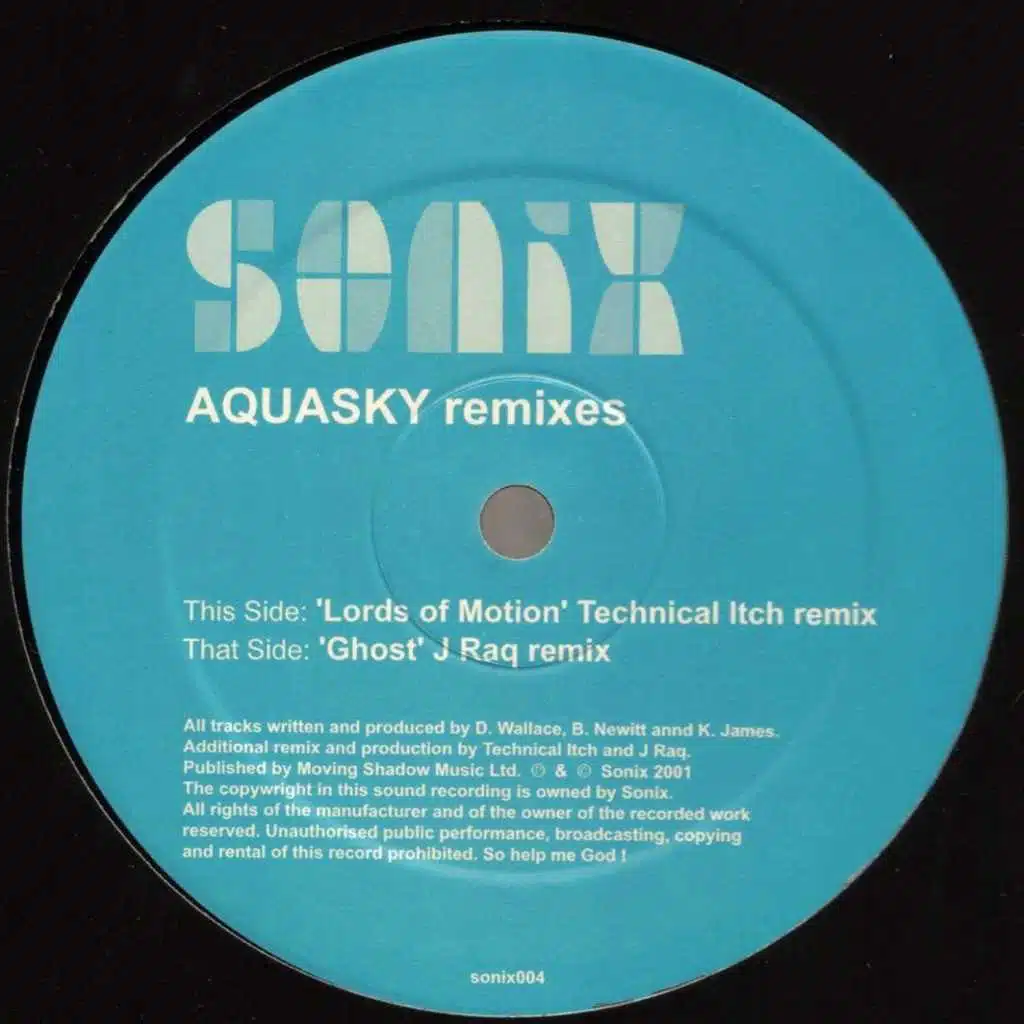 SONiX
AQUASKY remixes
This Side: 'Lords of Motion' Technical Itch remix
That Side: 'Ghost' J Raq remix
All tracks written and produced by D. Wallace, B. Newitt annd K. James.
Additional remix and production by Technical Itch and J Raq.
Published by Moving Shadow Music Ltd. ℗ & © Sonix 2001
The copywright in this sound recording is owned by Sonix.
All rights of the manufacturer and of the owner of the recorded work
reserved. Unauthorised public performance, broadcasting, copying
and rental of this record prohibited. So help me God !
sonix004